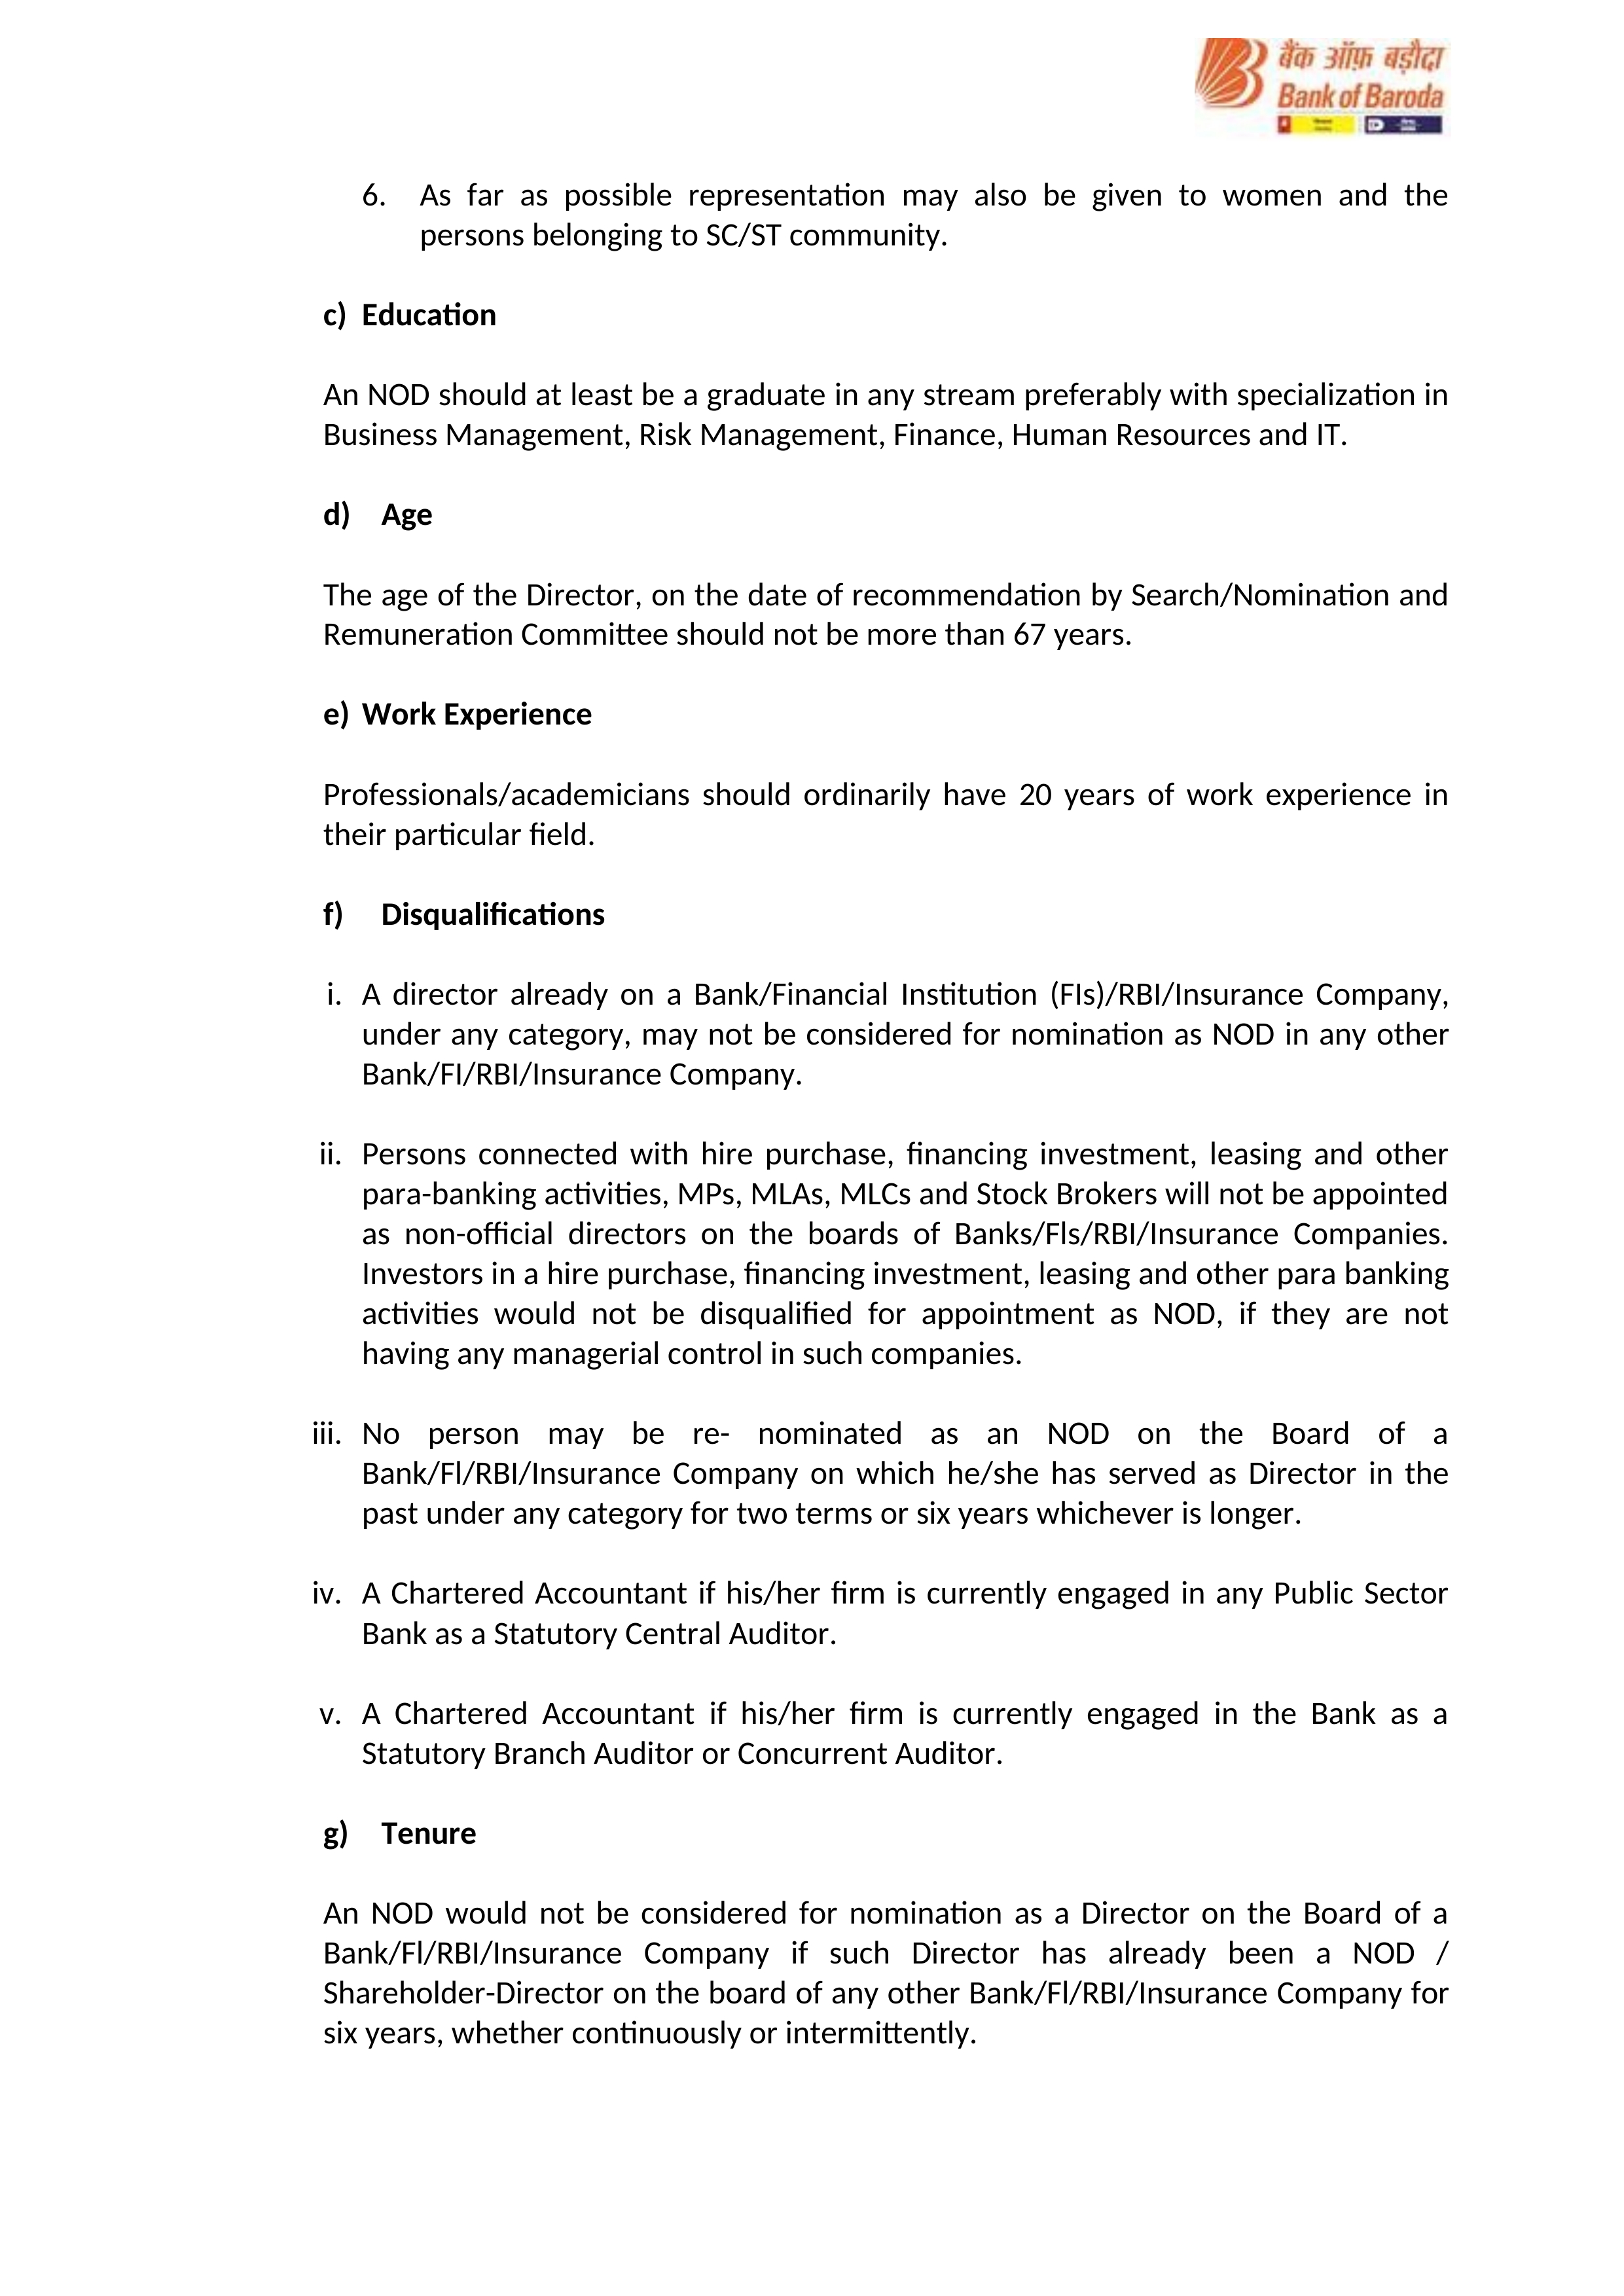 बैंक ऑफ़ बड़ौदा
Bank of Baroda
6. As far as possible representation may also be given to women and the
persons belonging to SC/ST community.
c) Education
An NOD should at least be a graduate in any stream preferably with specialization in
Business Management, Risk Management, Finance, Human Resources and IT.
d) Age
The age of the Director, on the date of recommendation by Search/Nomination and
Remuneration Committee should not be more than 67 years.
e) Work Experience
Professionals/academicians should ordinarily have 20 years of work experience in
their particular field.
f) Disqualifications
i. A director already on a Bank/Financial Institution (FIs)/RBI/Insurance Company,
under any category, may not be considered for nomination as NOD in any other
Bank/FI/RBI/Insurance Company.
ii. Persons connected with hire purchase, financing investment, leasing and other
para-banking activities, MPs, MLAs, MLCs and Stock Brokers will not be appointed
as non-official directors on the boards of Banks/Fls/RBI/Insurance Companies.
Investors in a hire purchase, financing investment, leasing and other para banking
activities would not be disqualified for appointment as NOD, if they are not
having any managerial control in such companies.
iii. No person may be re- nominated as an NOD on the Board of a
Bank/Fl/RBI/Insurance Company on which he/she has served as Director in the
past under any category for two terms or six years whichever is longer.
iv. A Chartered Accountant if his/her firm is currently engaged in any Public Sector
Bank as a Statutory Central Auditor.
v. A Chartered Accountant if his/her firm is currently engaged in the Bank as a
Statutory Branch Auditor or Concurrent Auditor.
g) Tenure
An NOD would not be considered for nomination as a Director on the Board of a
Bank/Fl/RBI/Insurance Company if such Director has already been a NOD /
Shareholder-Director on the board of any other Bank/Fl/RBI/Insurance Company for
six years, whether continuously or intermittently.